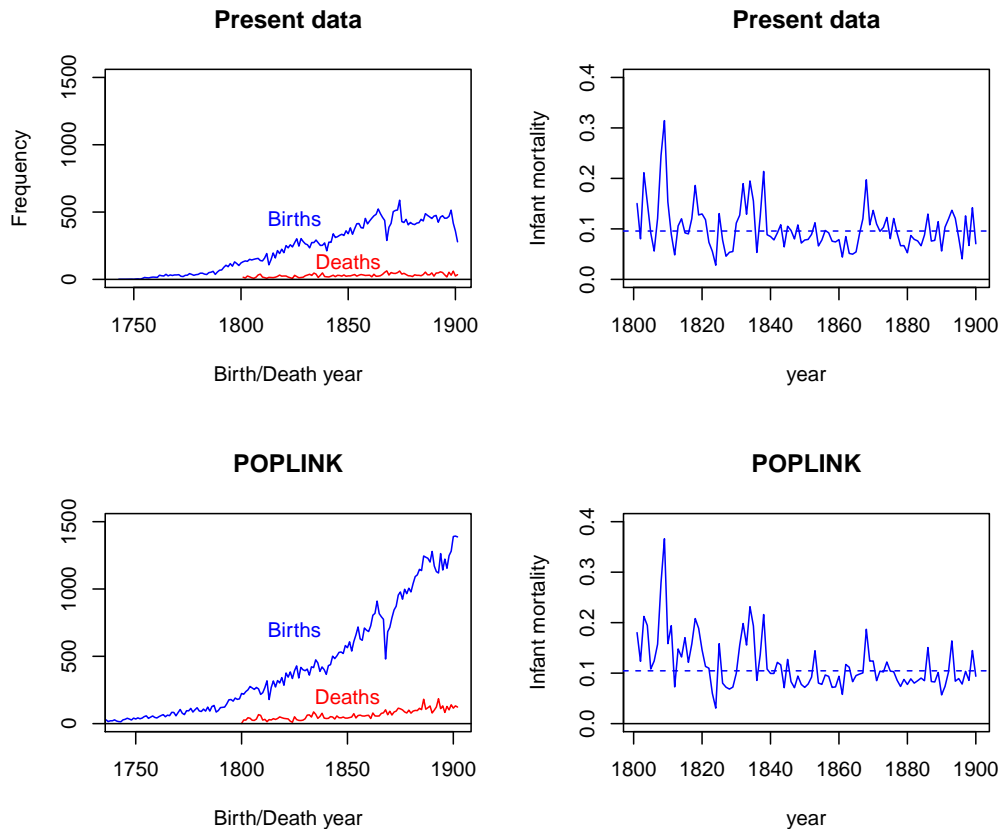 Present data
Frequency
0 500 1000 1500
Births
Deaths
1750 1800 1850 1900
Birth/Death year
Present data
Infant mortality
0.0 0.1 0.2 0.3 0.4
1800 1820 1840 1860 1880 1900
year
POPLINK
0 500 1000 1500
Births
Deaths
1750 1800 1850 1900
Birth/Death year
POPLINK
Infant mortality
0.0 0.1 0.2 0.3 0.4
1800 1820 1840 1860 1880 1900
year